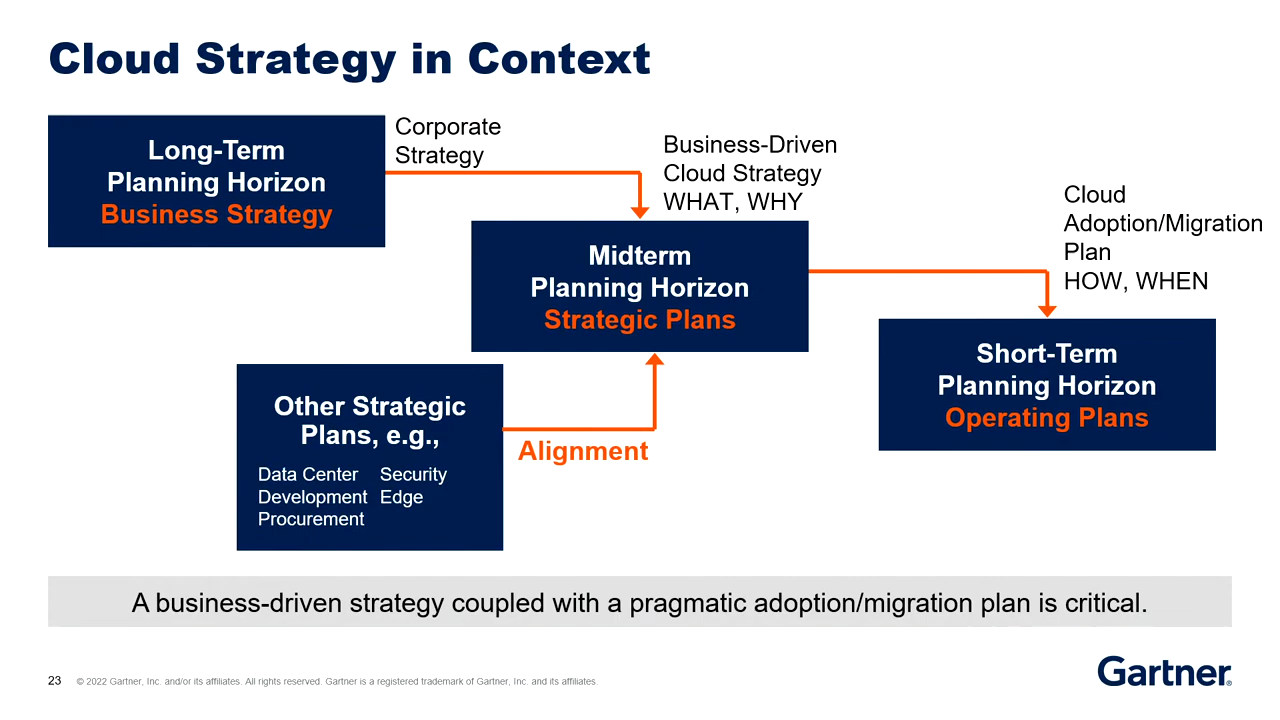 Cloud Strategy in Context
Long-Term
Planning Horizon
Business Strategy
Corporate
Strategy
Business-Driven
Cloud Strategy
WHAT, WHY
Midterm
Planning Horizon
Strategic Plans
Cloud
Adoption/Migration
Plan
HOW, WHEN
Short-Term
Planning Horizon
Operating Plans
Other Strategic
Plans, e.g.,
Data Center Security
Development Edge
Procurement
Alignment
A business-driven strategy coupled with a pragmatic adoption/migration plan is critical.
23 © 2022 Gartner, Inc. and/or its affiliates. All rights reserved. Gartner is a registered trademark of Gartner, Inc. and its affiliates.
Gartner®